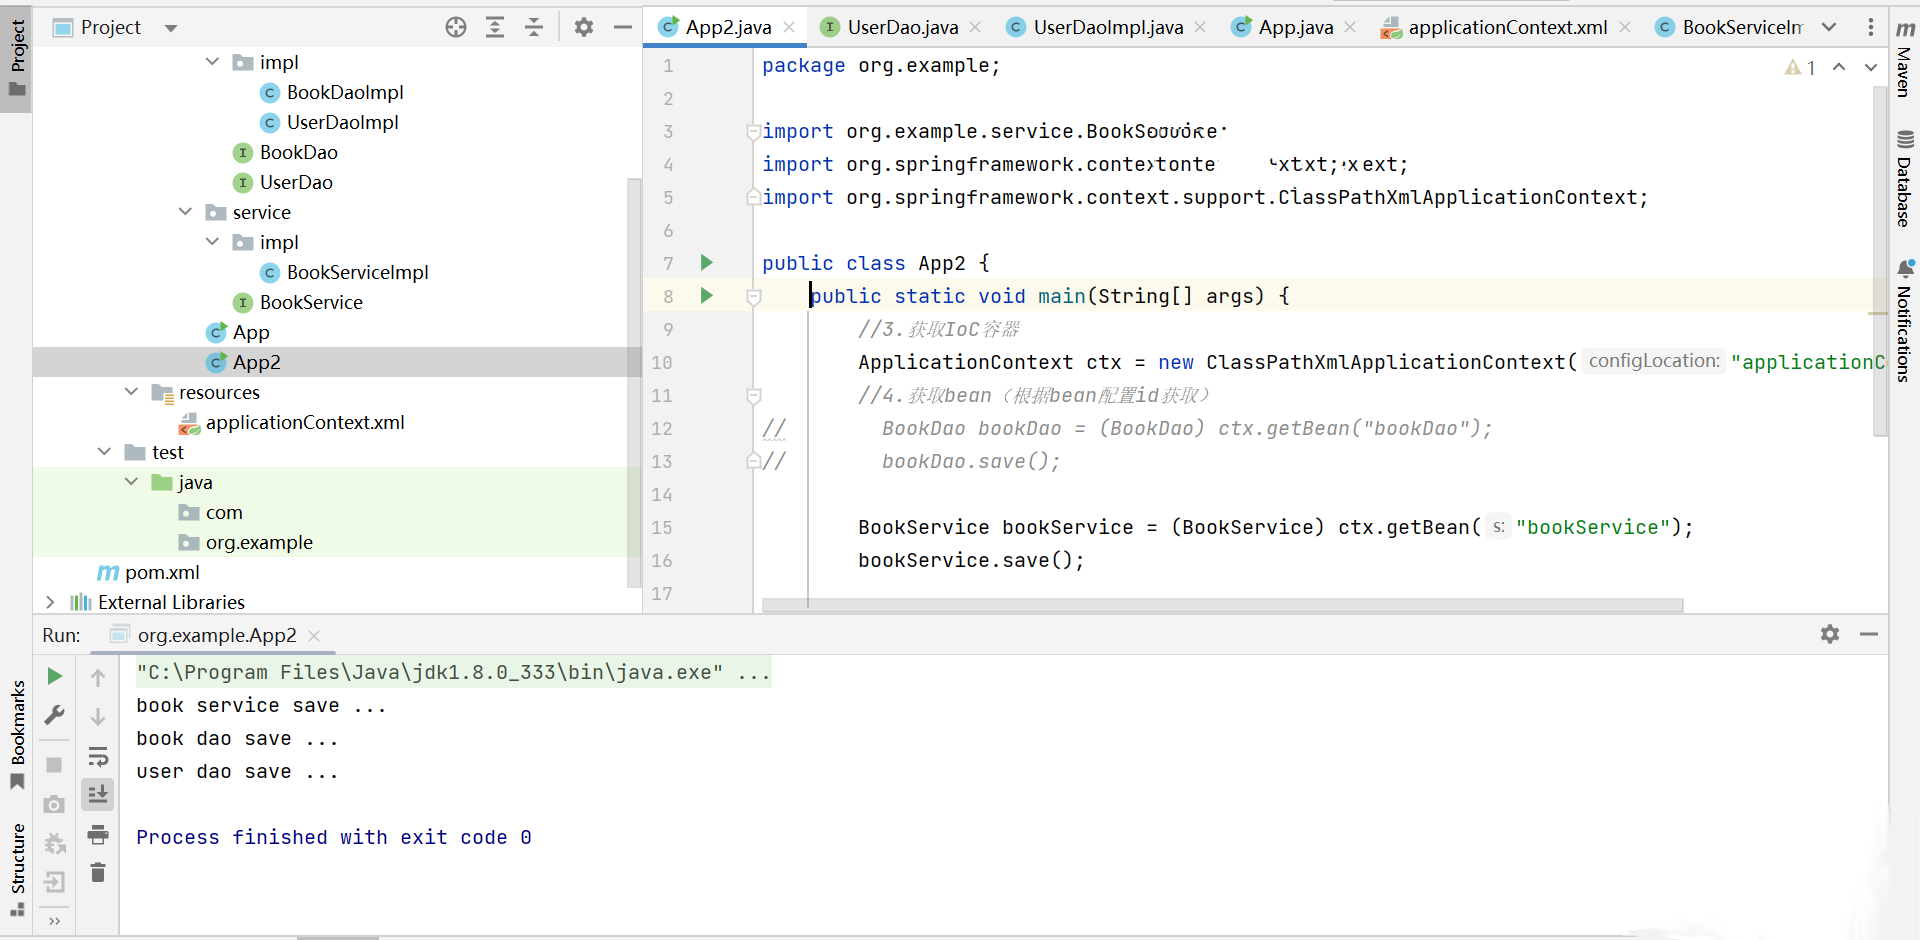 Project
Project
App2.java
UserDao.java
UserDaoImpl.java
App.java
applicationContext.xml
BookServiceIm
impl
BookDaoImpl
UserDaoImpl
BookDao
UserDao
service
impl
BookServiceImpl
BookService
App
App2
resources
applicationContext.xml
test
java
com
org.example
pom.xml
External Libraries
1 package org.example;
2
3 import org.example.service.
4 import
5 import org.springframework.context.support.ClassPathXmlApplicationContext;
6
7 public class App2 {
8 public static void main(String[] args) {
9 //3.获取IoC容器
10 ApplicationContext ctx = new ClassPathXmlApplicationContext( configLocation: "applicationC
11 //4.获取bean（根据bean配置id获取）
12 // BookDao bookDao = (BookDao) ctx.getBean("bookDao");
13 // bookDao.save();
14
15 BookService bookService = (BookService) ctx.getBean( s: "bookService");
16 bookService.save();
17
1
Maven
Database
Notifications
Run:
org.example.App2
"C:\Program Files\Java\jdk1.8.0_333\bin\java.exe" ...
book service save ...
book dao save ...
user dao save ...
Process finished with exit code 0
Bookmarks
Structure